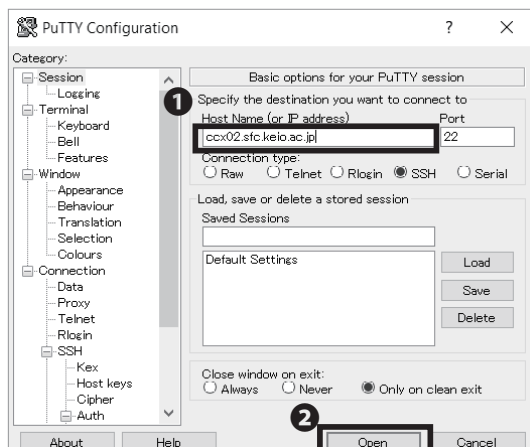 PuTTY Configuration ? ×
Category:
Session
Logging
Terminal
Keyboard
Bell
Features
Window
Appearance
Behaviour
Translation
Selection
Colours
Connection
Data
Proxy
Telnet
Rlogin
SSH
Kex
Host keys
Cipher
Auth
Basic options for your PuTTY session
1
Specify the destination you want to connect to
Host Name (or IP address) Port
ccx02.sfc.keio.ac.jp 22
Connection type:
Raw Telnet Rlogin SSH Serial
Load, save or delete a stored session
Saved Sessions
Default Settings
Load
Save
Delete
Close window on exit:
Always Never Only on clean exit
2
About Help Open Cancel